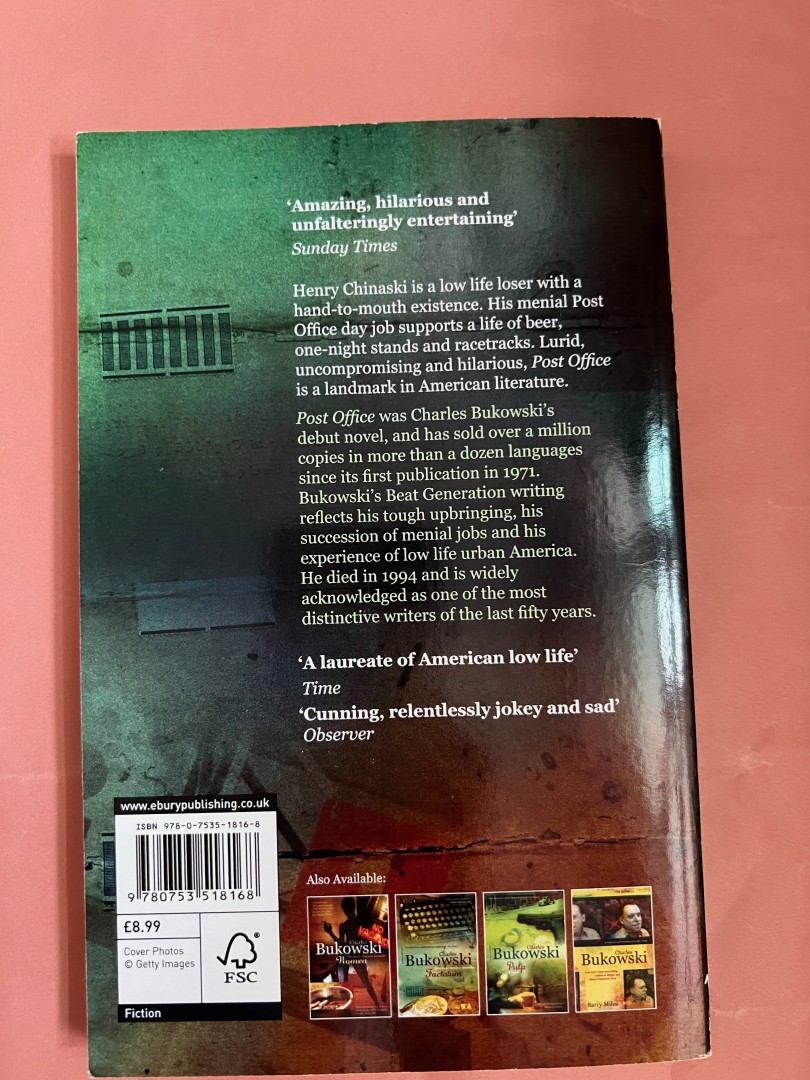 ‘Amazing, hilarious and
unfalteringly entertaining’
Sunday Times
Henry Chinaski is a low life loser with a
hand-to-mouth existence. His menial Post
Office day job supports a life of beer,
one-night stands and racetracks. Lurid,
uncompromising and hilarious, Post Office
is a landmark in American literature.
Post Office was Charles Bukowski’s
debut novel, and has sold over a million
copies in more than a dozen languages
since its first publication in 1971.
Bukowski’s Beat Generation writing
reflects his tough upbringing, his
succession of menial jobs and his
experience of low life urban America.
He died in 1994 and is widely
acknowledged as one of the most
distinctive writers of the last fifty years.
‘A laureate of American low life’
Time
‘Cunning, relentlessly jokey and sad’
Observer
www.eburypublishing.co.uk
ISBN 978-0-7535-1816-8
9 780753 518168
£8.99
Cover Photos
© Getty Images
FSC
®
Fiction
Also Available:
NO
Charles
Bukowski
Women
Charles
Bukowski
Factotum
Charles
Bukowski
Pulp
Charles
Bukowski
Barry Miles